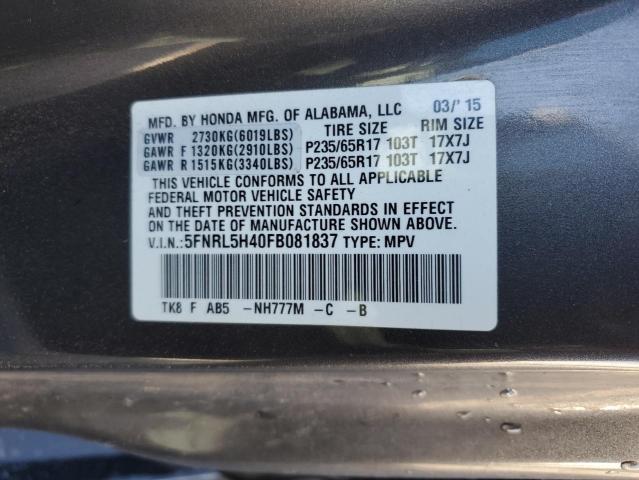 MFD. BY HONDA MFG. OF ALABAMA, LLC 03/'15
TIRE SIZE RIM SIZE
GVWR 2730KG(6019LBS)
GAWR F 1320KG(2910LBS) P235/65R17 103T 17X7J
GAWR R 1515KG(3340LBS) P235/65R17 103T 17X7J
THIS VEHICLE CONFORMS TO ALL APPLICABLE
FEDERAL MOTOR VEHICLE SAFETY
AND THEFT PREVENTION STANDARDS IN EFFECT
ON THE DATE OF MANUFACTURE SHOWN ABOVE.
V.I.N.:5FNRL5H40FB081837 TYPE: MPV
TK8 F AB5 -NH777M -C -B